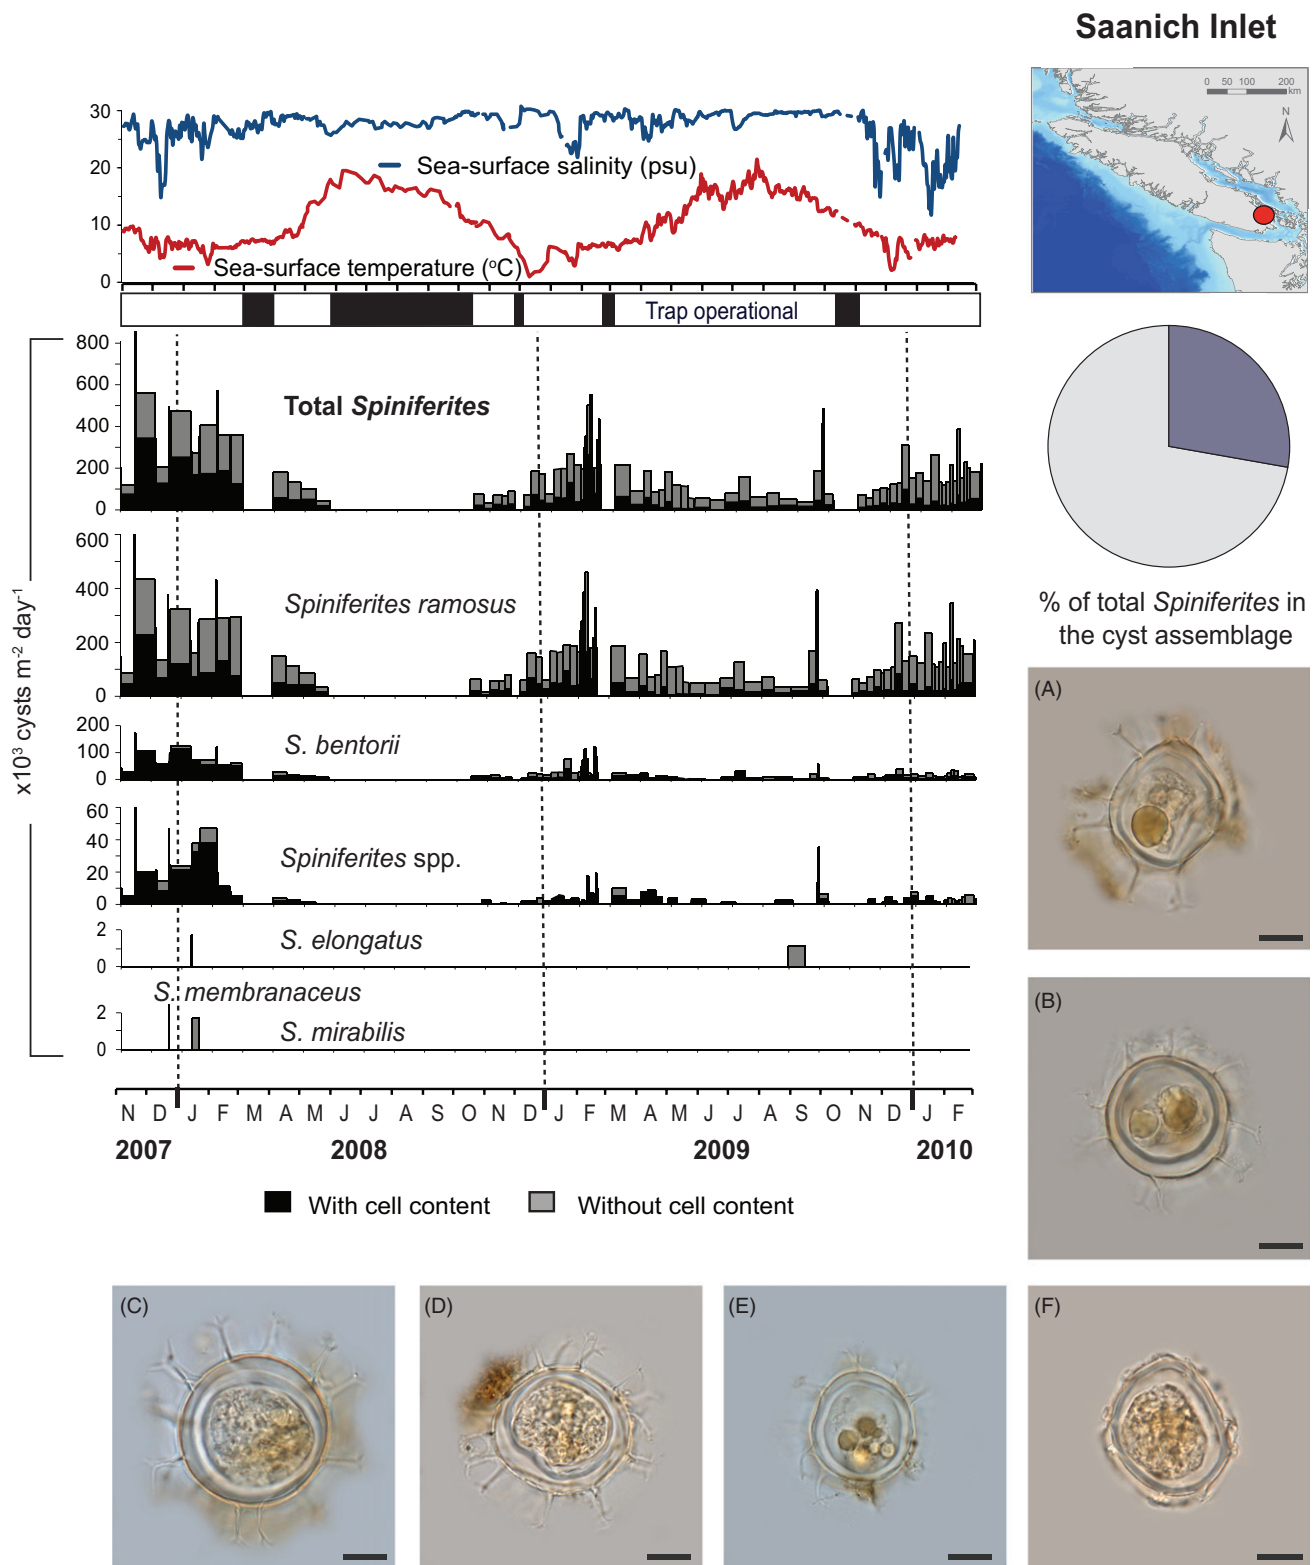 Saanich Inlet
0 50 100 200
km
N
30
20
10
0
Sea-surface salinity (psu)
Sea-surface temperature (°C)
Trap operational
x10³ cysts m⁻² day⁻¹
800
600
400
200
0
Total Spiniferites
600
400
200
0
Spiniferites ramosus
200
100
0
S. bentorii
60
40
20
0
Spiniferites spp.
2
0
S. elongatus
S. membranaceus
2
0
S. mirabilis
N D J F M A M J J A S O N D J F M A M J J A S O N D J F
2007 2008 2009 2010
With cell content Without cell content
% of total Spiniferites in
the cyst assemblage
(A)
(B)
(C)
(D)
(E)
(F)